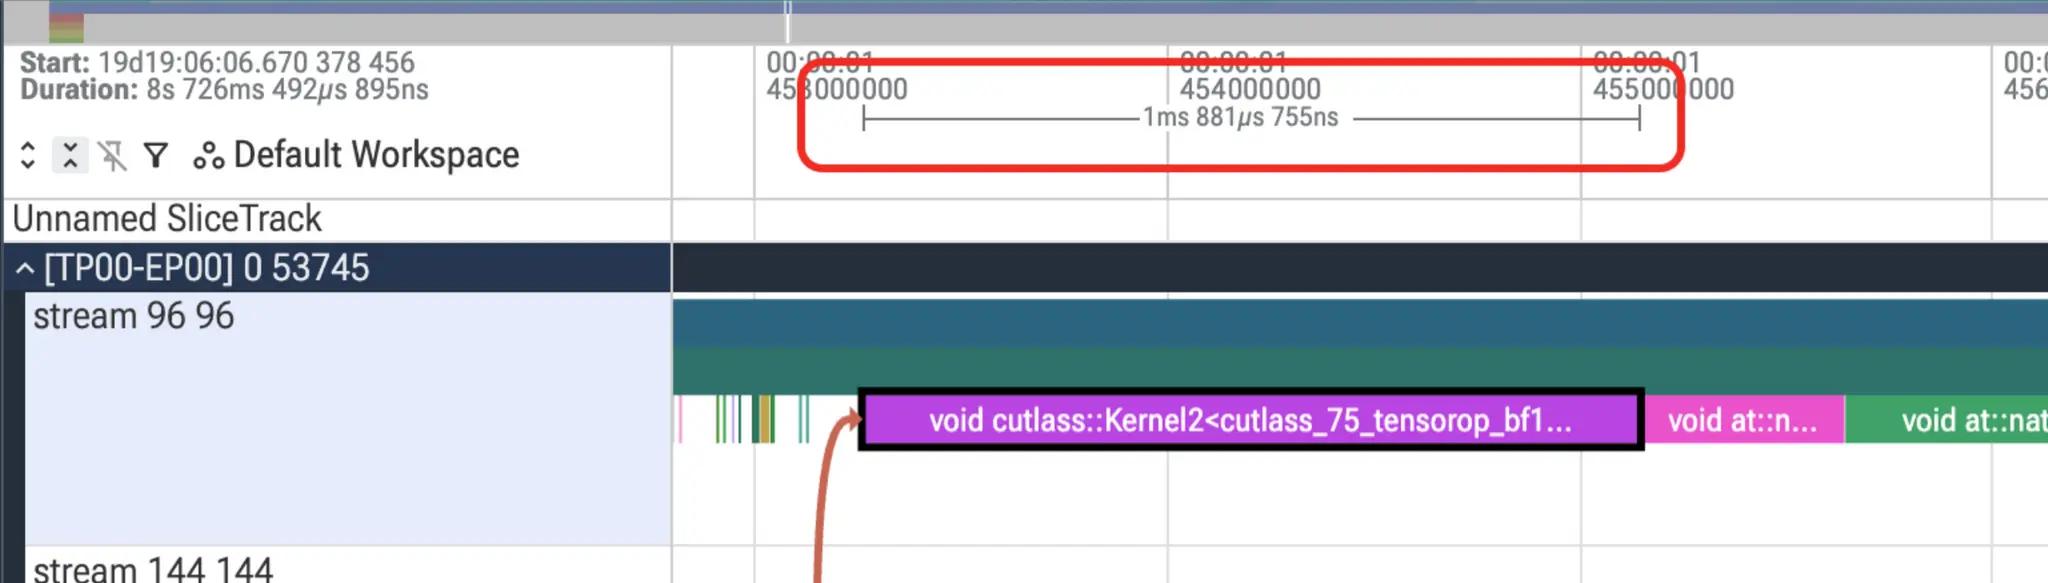 Start: 19d19:06:06.670 378 456
Duration: 8s 726ms 492µs 895ns
00:00:01
453000000
00:00:01
454000000
00:00:01
455000000
00:0
456
1ms 881µs 755ns
Default Workspace
Unnamed SliceTrack
[TP00-EP00] 0 53745
stream 96 96
void cutlass::Kernel2<cutlass_75_tensorop_bf1...
void at::n...
void at::nat
stream 144 144